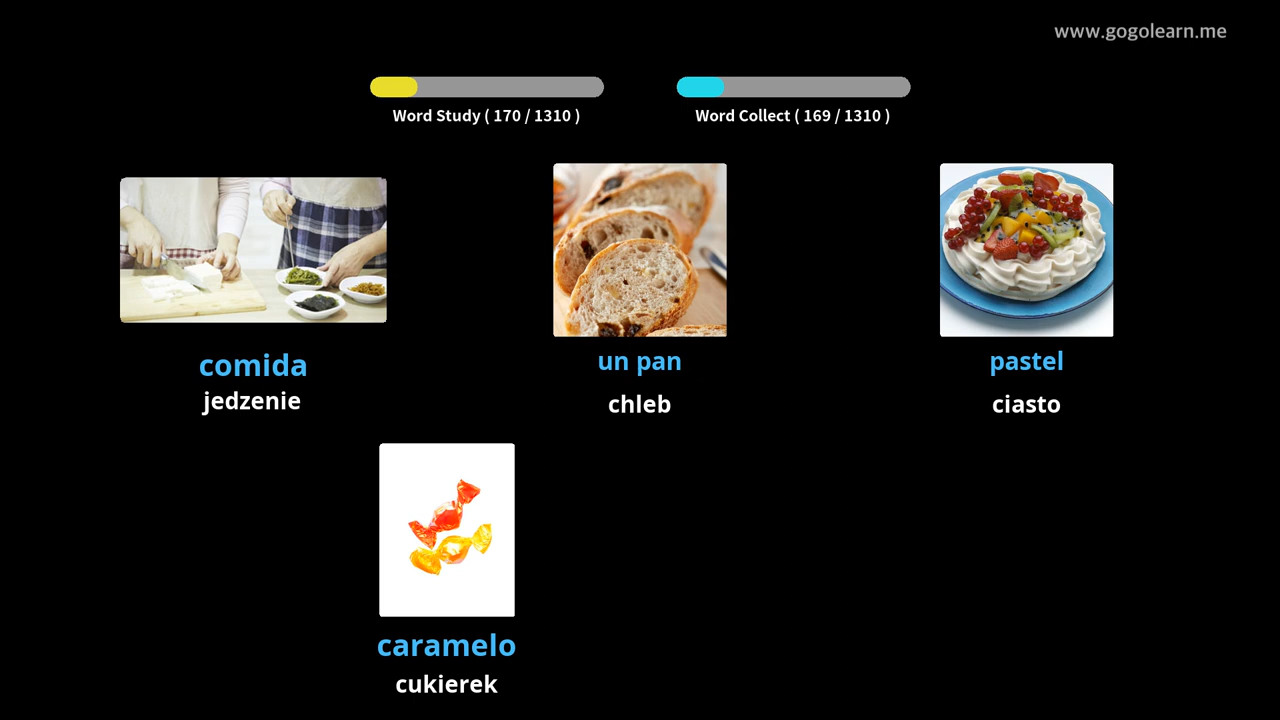 www.gogolearn.me
Word Study ( 170 / 1310 )
Word Collect ( 169 / 1310 )
comida
jedzenie
un pan
chleb
pastel
ciasto
caramelo
cukierek